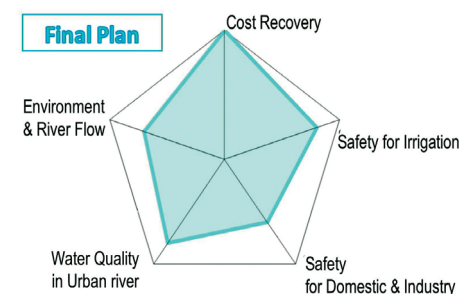 Final Plan
Cost Recovery
Environment
& River Flow
Safety for Irrigation
Water Quality
in Urban river
Safety
for Domestic & Industry